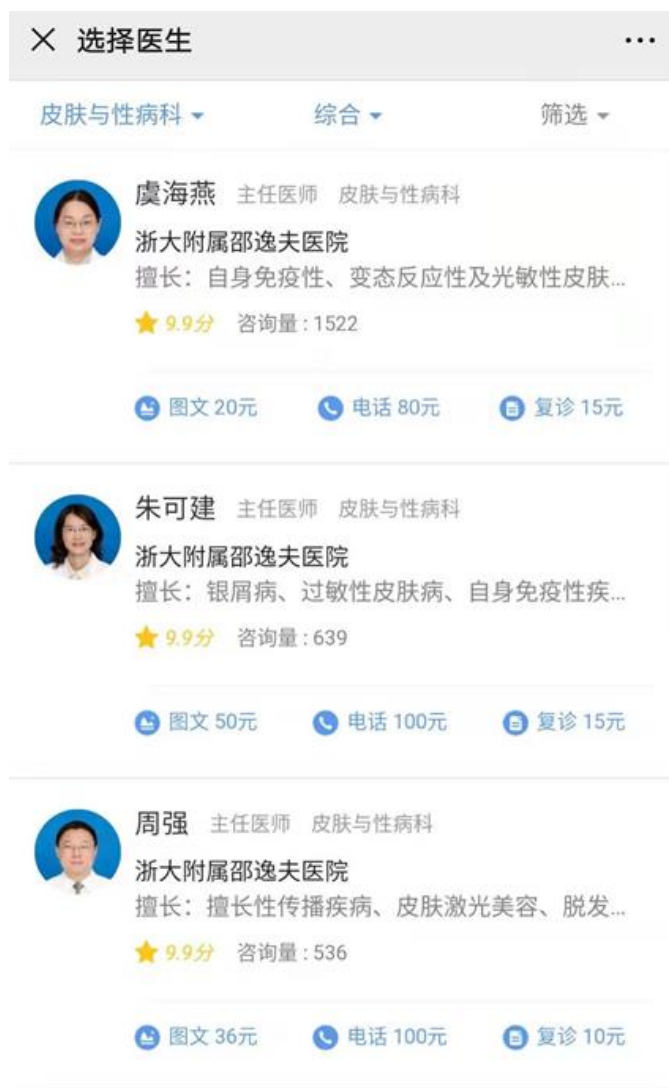 选择医生
皮肤与性病科 综合 筛选
虞海燕 主任医师 皮肤与性病科
浙大附属邵逸夫医院
擅长：自身免疫性、变态反应性及光敏性皮肤...
9.9分 咨询量：1522
图文 20元 电话 80元 复诊 15元
朱可建 主任医师 皮肤与性病科
浙大附属邵逸夫医院
擅长：银屑病、过敏性皮肤病、自身免疫性疾...
9.9分 咨询量：639
图文 50元 电话 100元 复诊 15元
周强 主任医师 皮肤与性病科
浙大附属邵逸夫医院
擅长：擅长性传播疾病、皮肤激光美容、脱发...
9.9分 咨询量：536
图文 36元 电话 100元 复诊 10元